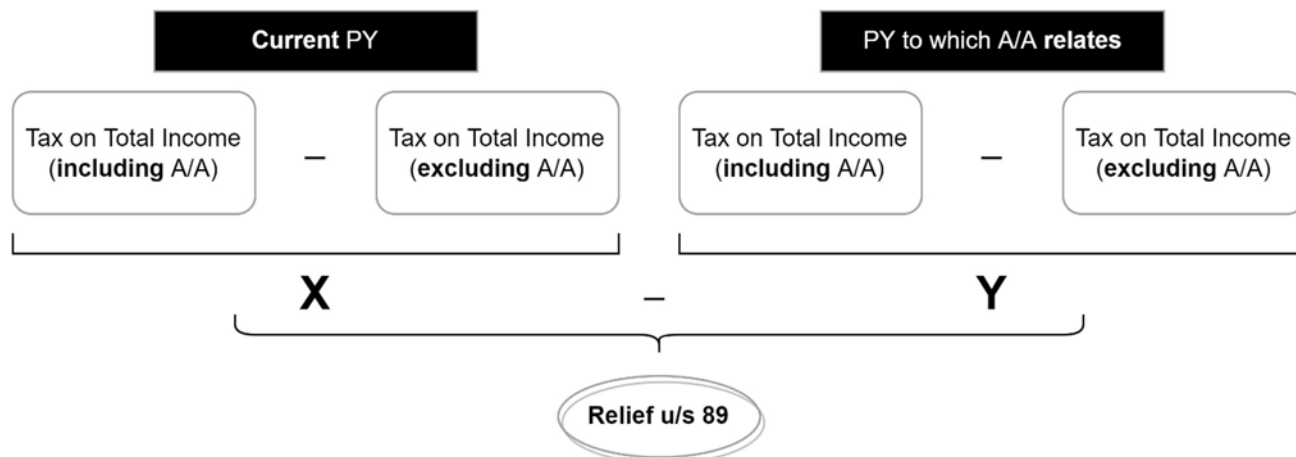 Current PY
PY to which A/A relates
Tax on Total Income
(including A/A)
–
Tax on Total Income
(excluding A/A)
Tax on Total Income
(including A/A)
–
Tax on Total Income
(excluding A/A)
X
–
Y
Relief u/s 89